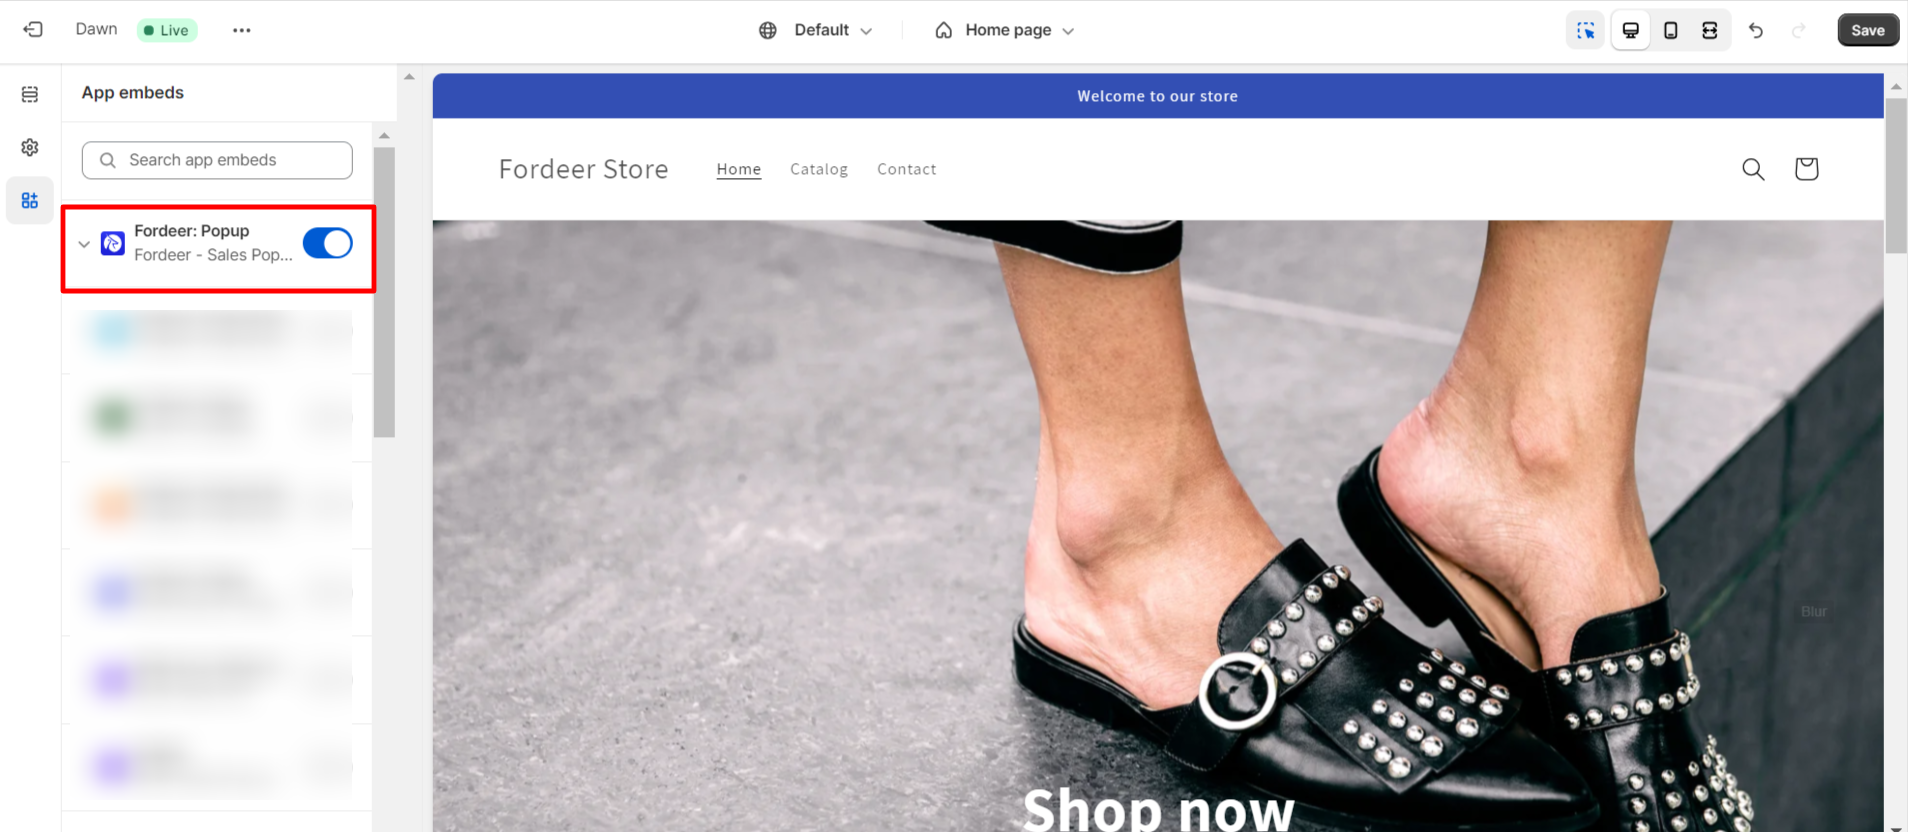 Dawn
Live
Default
Home page
Save
App embeds
Search app embeds
Fordeer: Popup
Fordeer - Sales Pop...
Welcome to our store
Fordeer Store
Home
Catalog
Contact
Blur
Shop now